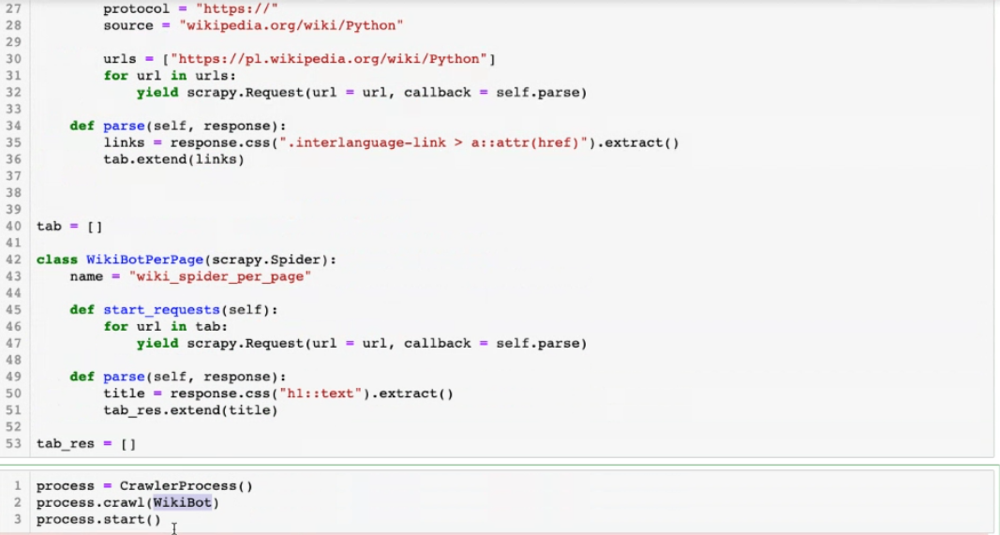 27 protocol = "https://"
28 source = "wikipedia.org/wiki/Python"
29
30 urls = ["https://pl.wikipedia.org/wiki/Python"]
31 for url in urls:
32 yield scrapy.Request(url = url, callback = self.parse)
33
34 def parse(self, response):
35 links = response.css(".interlanguage-link > a::attr(href)").extract()
36 tab.extend(links)
37
38
39
40 tab = []
41
42 class WikiBotPerPage(scrapy.Spider):
43 name = "wiki_spider_per_page"
44
45 def start_requests(self):
46 for url in tab:
47 yield scrapy.Request(url = url, callback = self.parse)
48
49 def parse(self, response):
50 title = response.css("h1::text").extract()
51 tab_res.extend(title)
52
53 tab_res = []
1 process = CrawlerProcess()
2 process.crawl(WikiBot)
3 process.start()